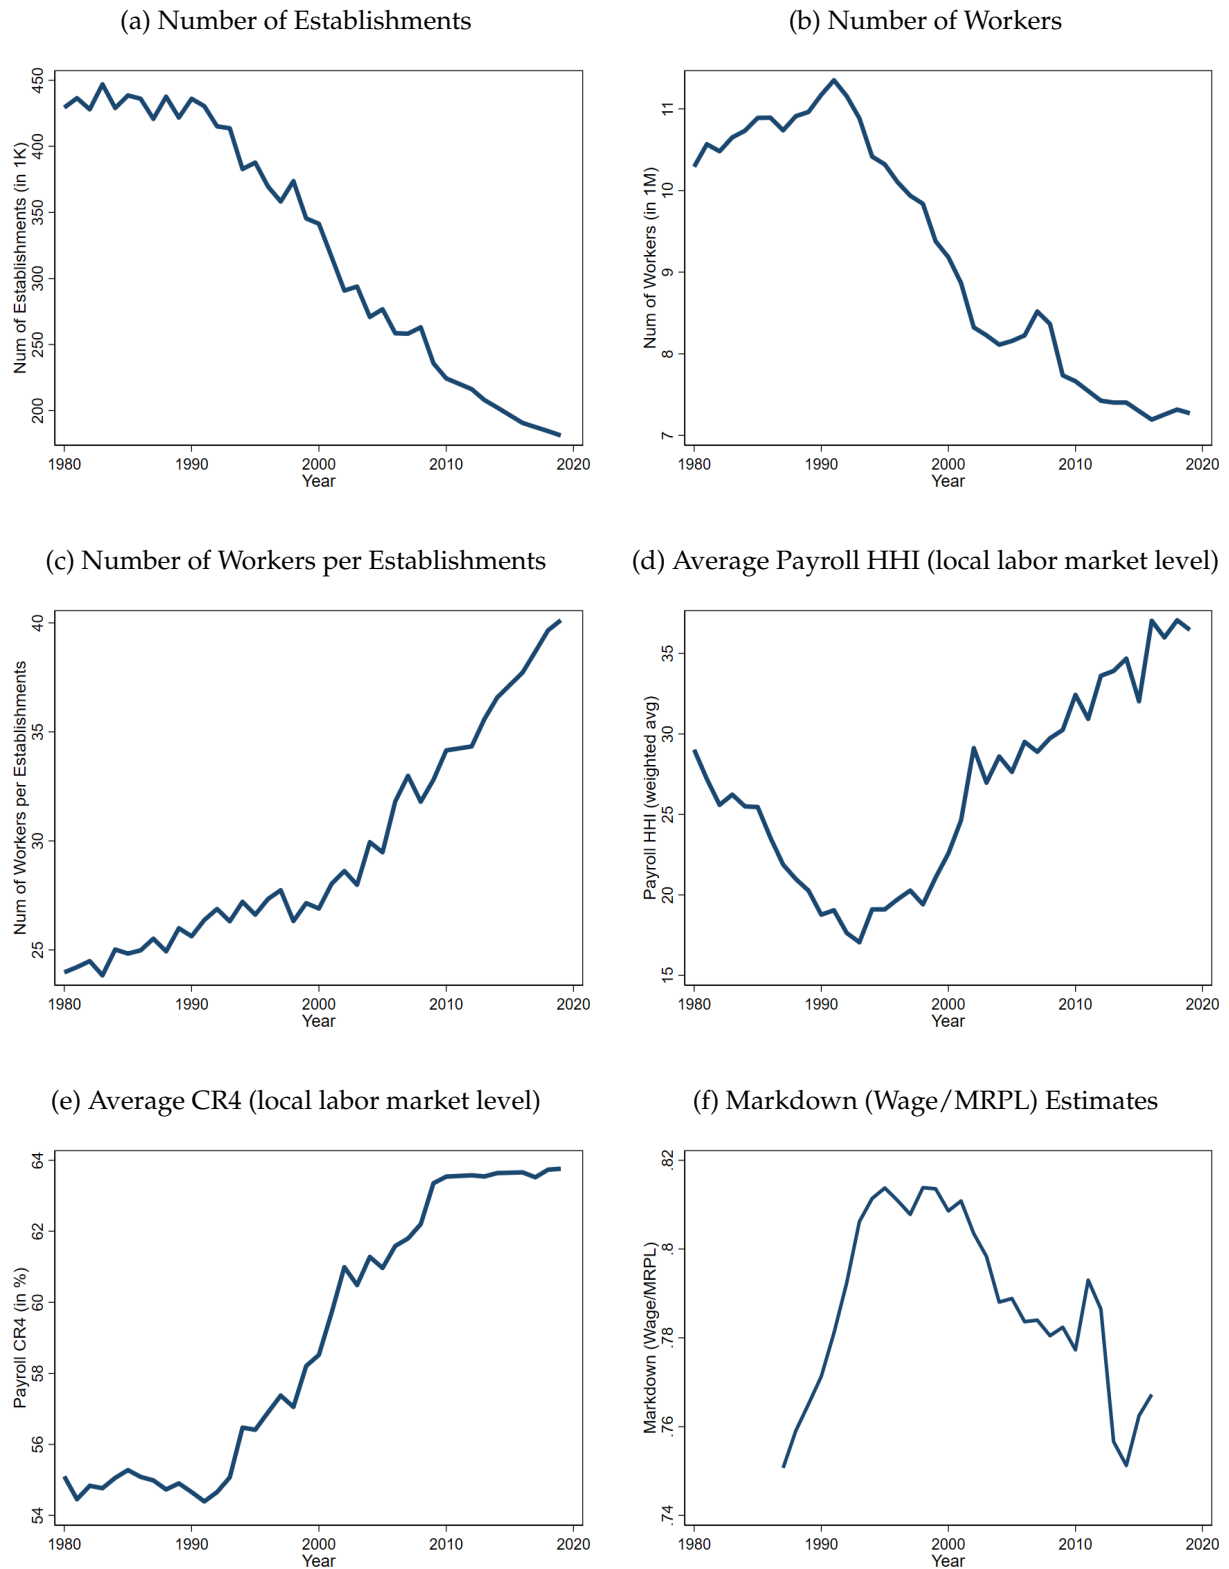 (a) Number of Establishments
Num of Establishments (in 1K)
450
400
350
300
250
200
1980 1990 2000 2010 2020
Year
(b) Number of Workers
Num of Workers (in 1M)
11
10
9
8
7
1980 1990 2000 2010 2020
Year
(c) Number of Workers per Establishments
Num of Workers per Establishments
40
35
30
25
1980 1990 2000 2010 2020
Year
(d) Average Payroll HHI (local labor market level)
Payroll HHI (weighted avg)
35
30
25
20
15
1980 1990 2000 2010 2020
Year
(e) Average CR4 (local labor market level)
Payroll CR4 (in %)
64
62
60
58
56
54
1980 1990 2000 2010 2020
Year
(f) Markdown (Wage/MRPL) Estimates
Markdown (Wage/MRPL)
.82
.8
.78
.76
.74
1980 1990 2000 2010 2020
Year